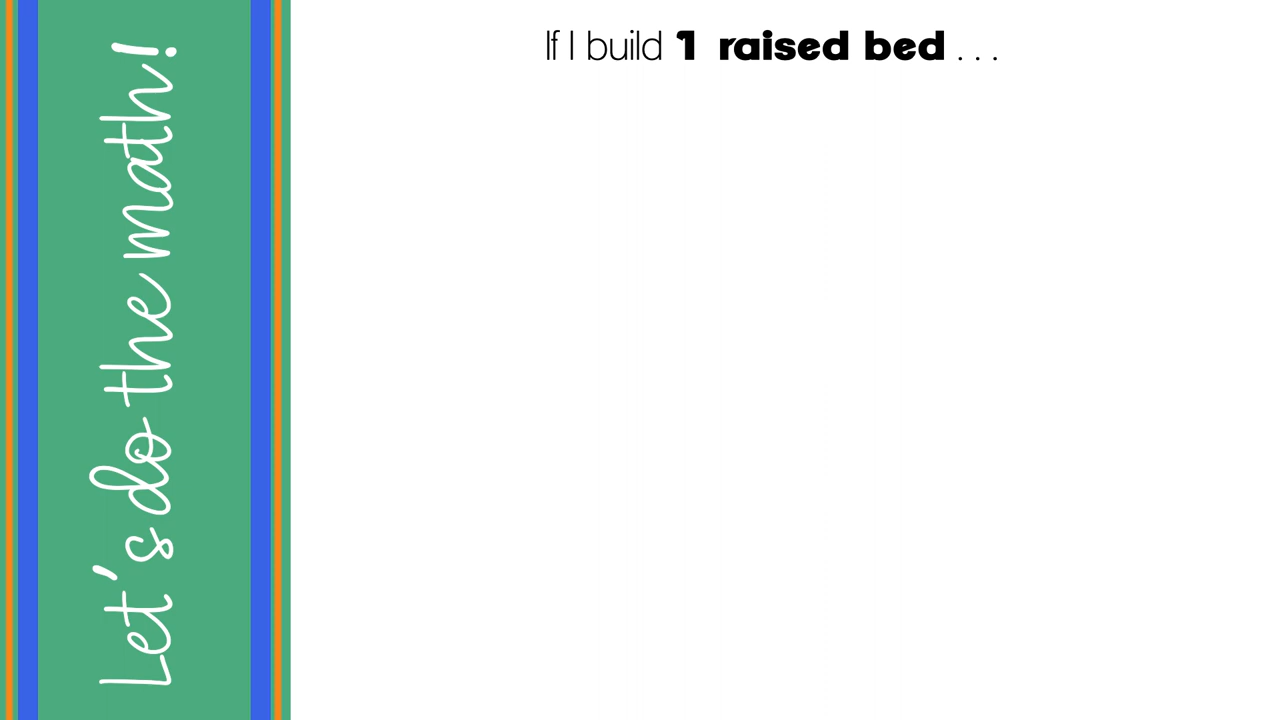 Let's do the math!
If I build 1 raised bed . . .